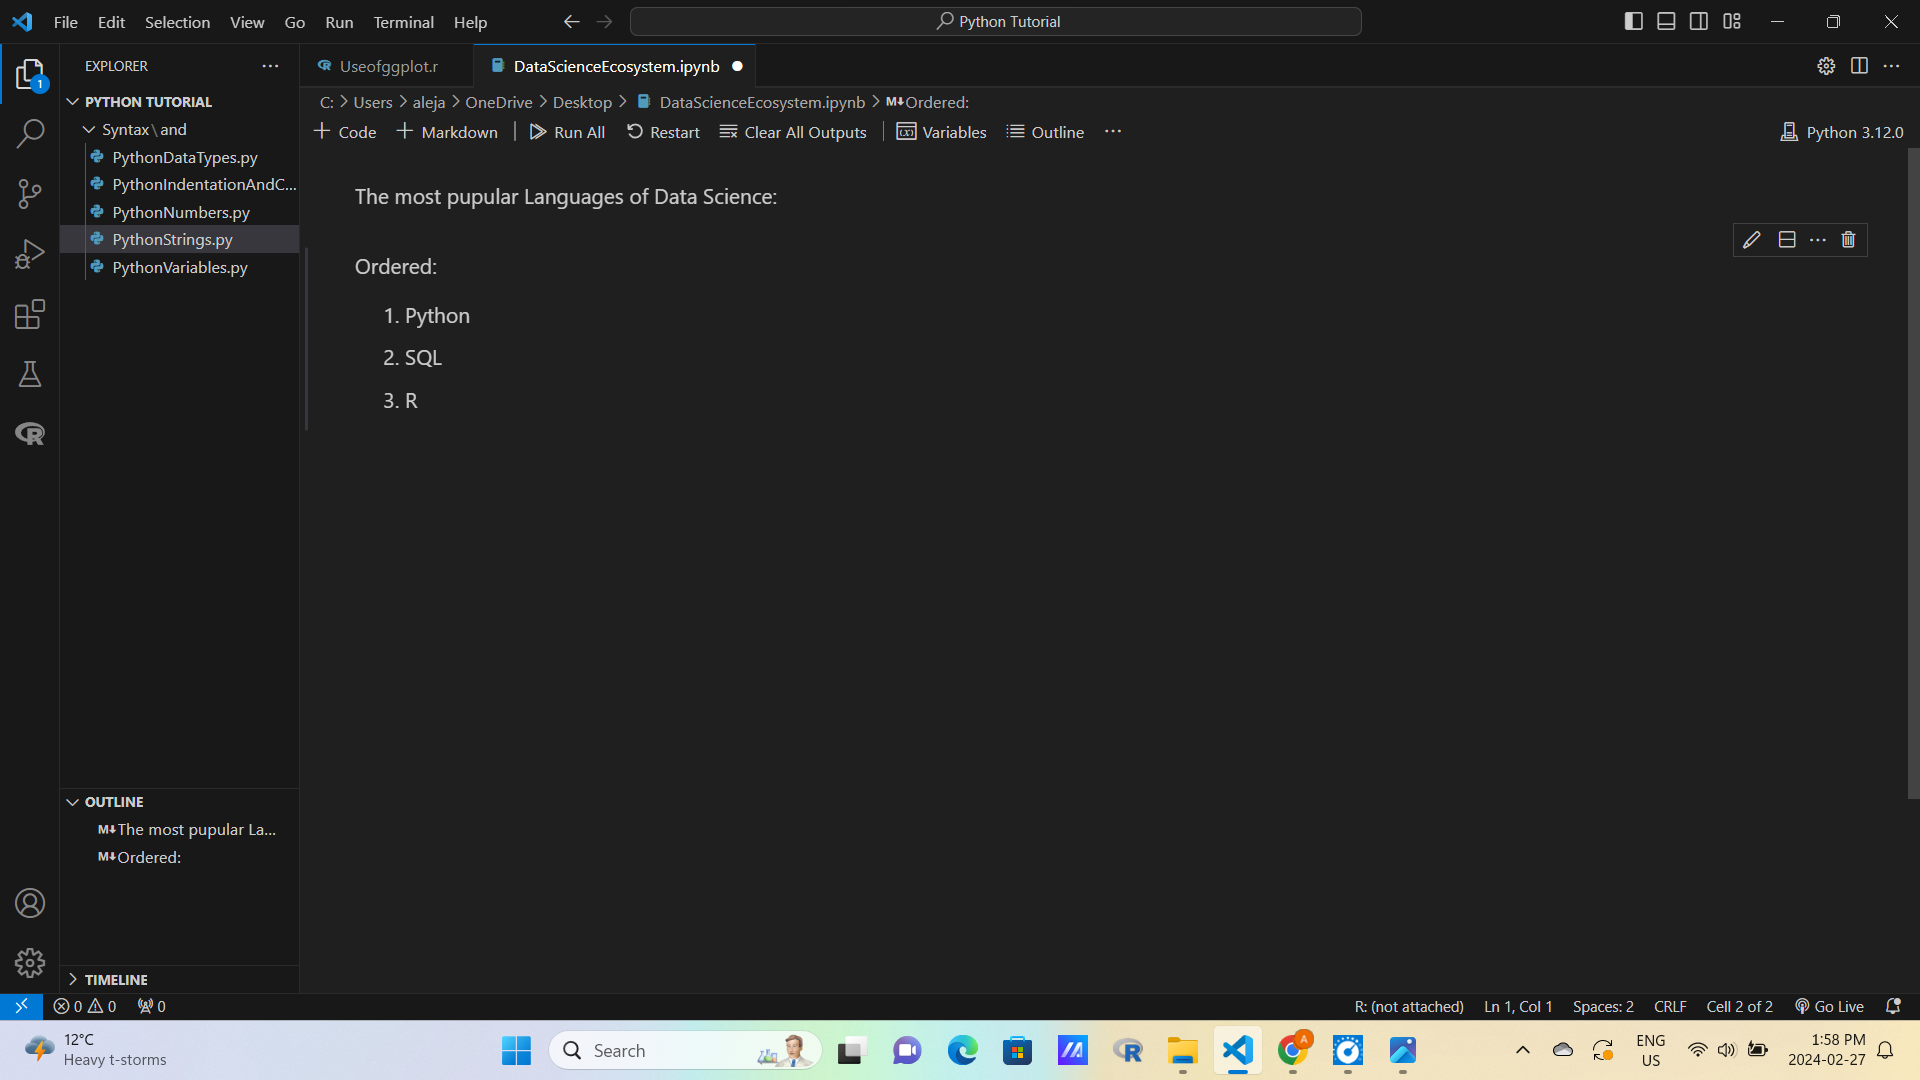 File Edit Selection View Go Run Terminal Help
Python Tutorial
EXPLORER
Useofggplot.r
DataScienceEcosystem.ipynb
PYTHON TUTORIAL
C: > Users > aleja > OneDrive > Desktop > DataScienceEcosystem.ipynb > M↓Ordered:
Syntax\and
+ Code + Markdown | Run All Restart Clear All Outputs | Variables Outline ...
Python 3.12.0
PythonDataTypes.py
PythonIndentationAndC...
PythonNumbers.py
PythonStrings.py
PythonVariables.py
The most pupular Languages of Data Science:
Ordered:
1. Python
2. SQL
3. R
OUTLINE
M↓The most pupular La...
M↓Ordered:
TIMELINE
0 0 0
R: (not attached) Ln 1, Col 1 Spaces: 2 CRLF Cell 2 of 2 Go Live
12°C
Heavy t-storms
Search
ENG
US
1:58 PM
2024-02-27
1
A